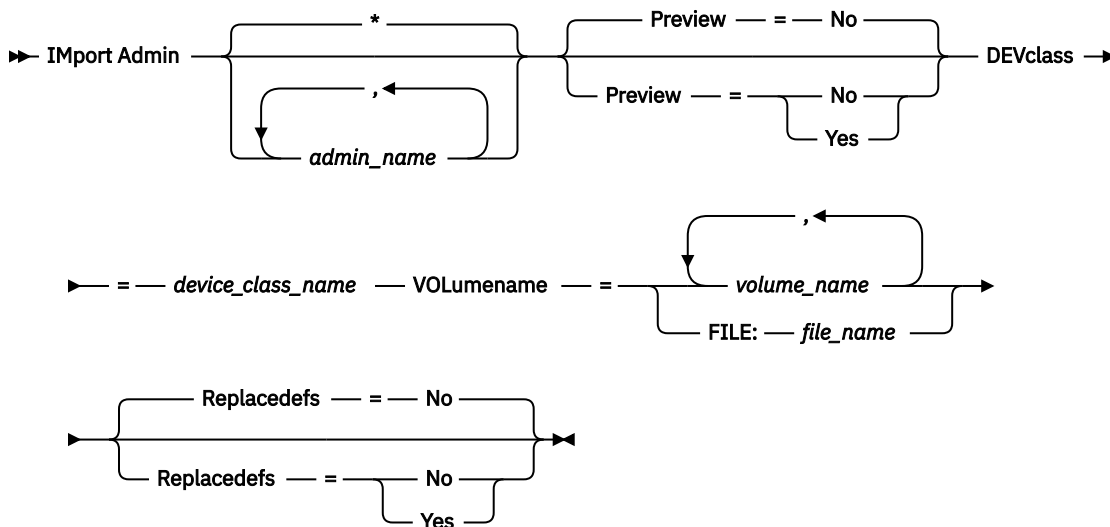 * Preview = No
IMport Admin DEVclass
, Preview = No
admin_name Yes
,
= device_class_name VOLumename = volume_name
FILE: file_name
Replacedefs = No
Replacedefs = No
Yes